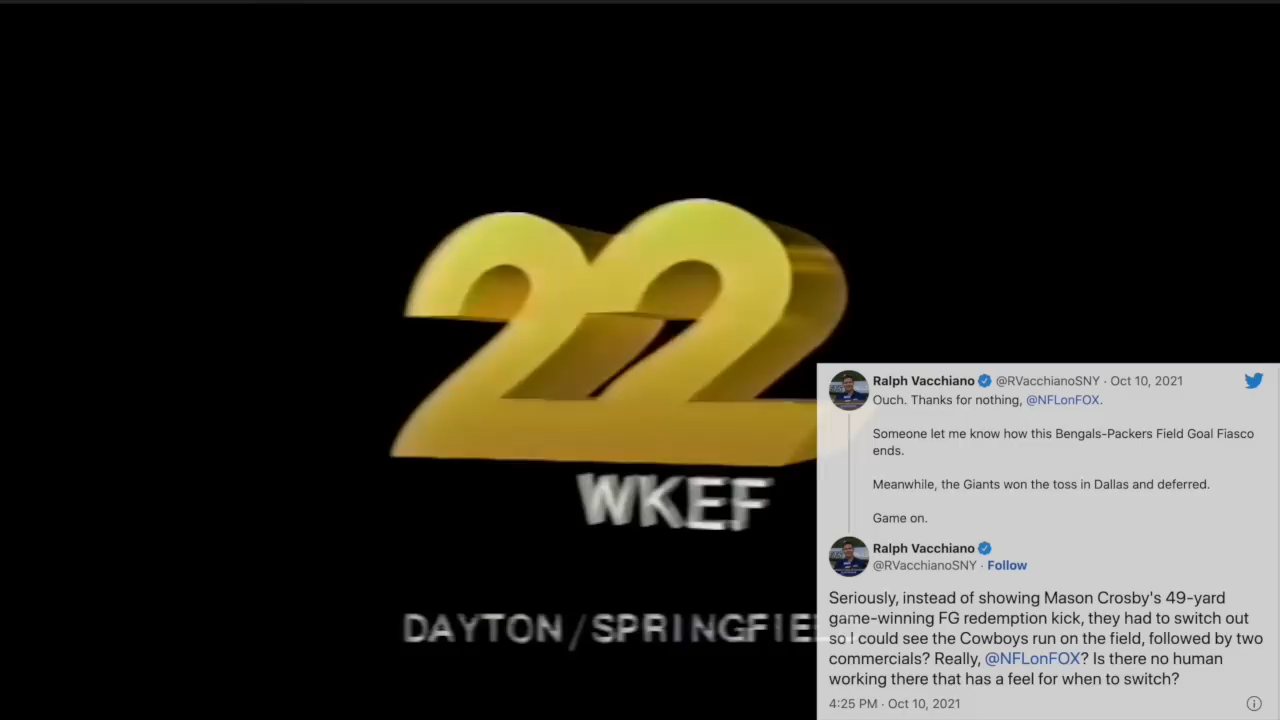 22
WKEF
DAYTON/SPRINGFIE
Ralph Vacchiano @RVacchianoSNY · Oct 10, 2021
Ouch. Thanks for nothing, @NFLonFOX.
Someone let me know how this Bengals-Packers Field Goal Fiasco
ends.
Meanwhile, the Giants won the toss in Dallas and deferred.
Game on.
Ralph Vacchiano
@RVacchianoSNY · Follow
Seriously, instead of showing Mason Crosby's 49-yard
game-winning FG redemption kick, they had to switch out
so I could see the Cowboys run on the field, followed by two
commercials? Really, @NFLonFOX? Is there no human
working there that has a feel for when to switch?
4:25 PM · Oct 10, 2021